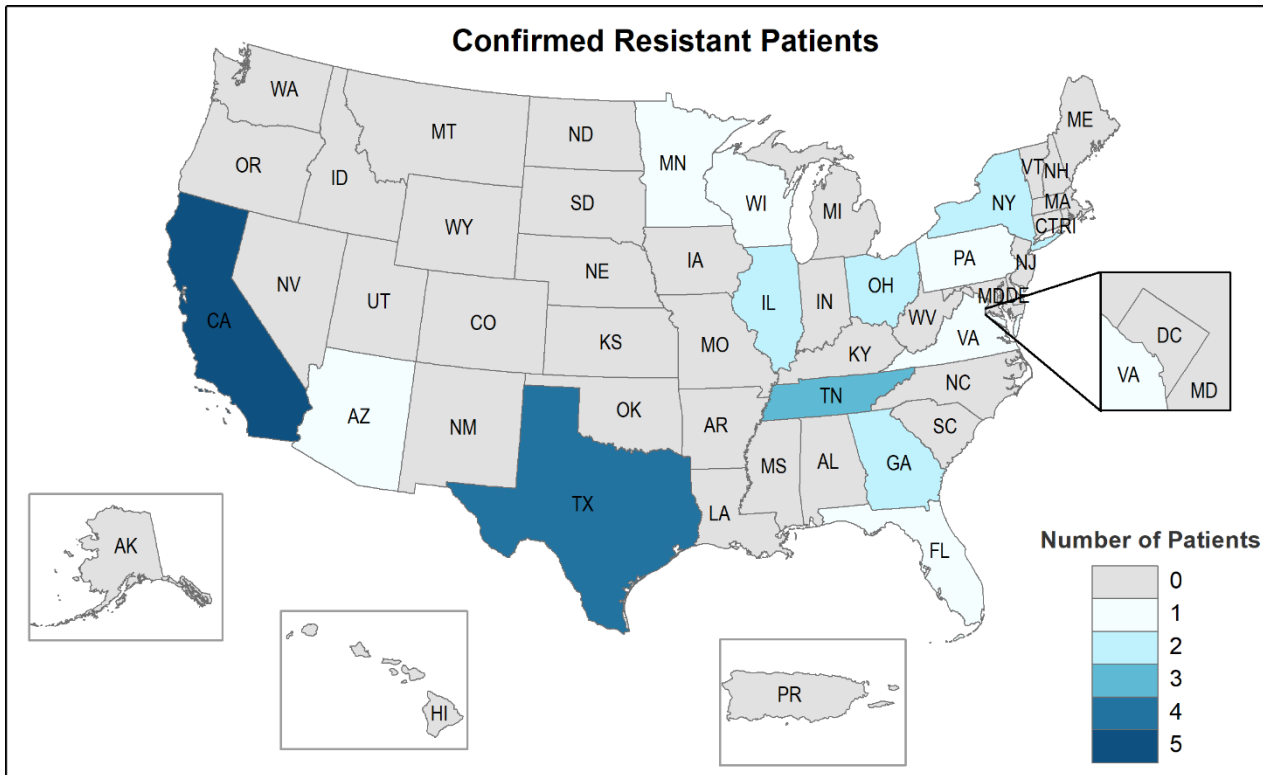 Confirmed Resistant Patients
WA
MT
ND
MN
ME
OR
ID
SD
WI
MI
VT
NH
NY
MA
CT
RI
WY
IA
PA
NJ
NE
NV
UT
CO
IL
IN
OH
MD
DE
WV
VA
KS
MO
KY
CA
AZ
NM
OK
AR
TN
NC
SC
MS
AL
GA
TX
LA
FL
DC
VA
MD
AK
HI
PR
Number of Patients
0
1
2
3
4
5